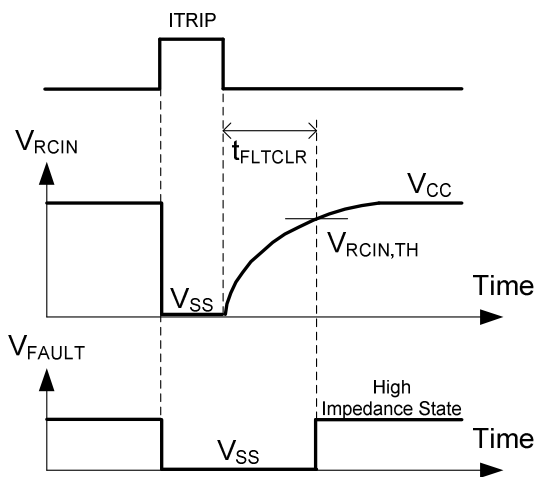 ITRIP
VRCIN
tFLTCLR
VCC
VRCIN,TH
VSS
Time
VFAULT
High
Impedance State
VSS
Time